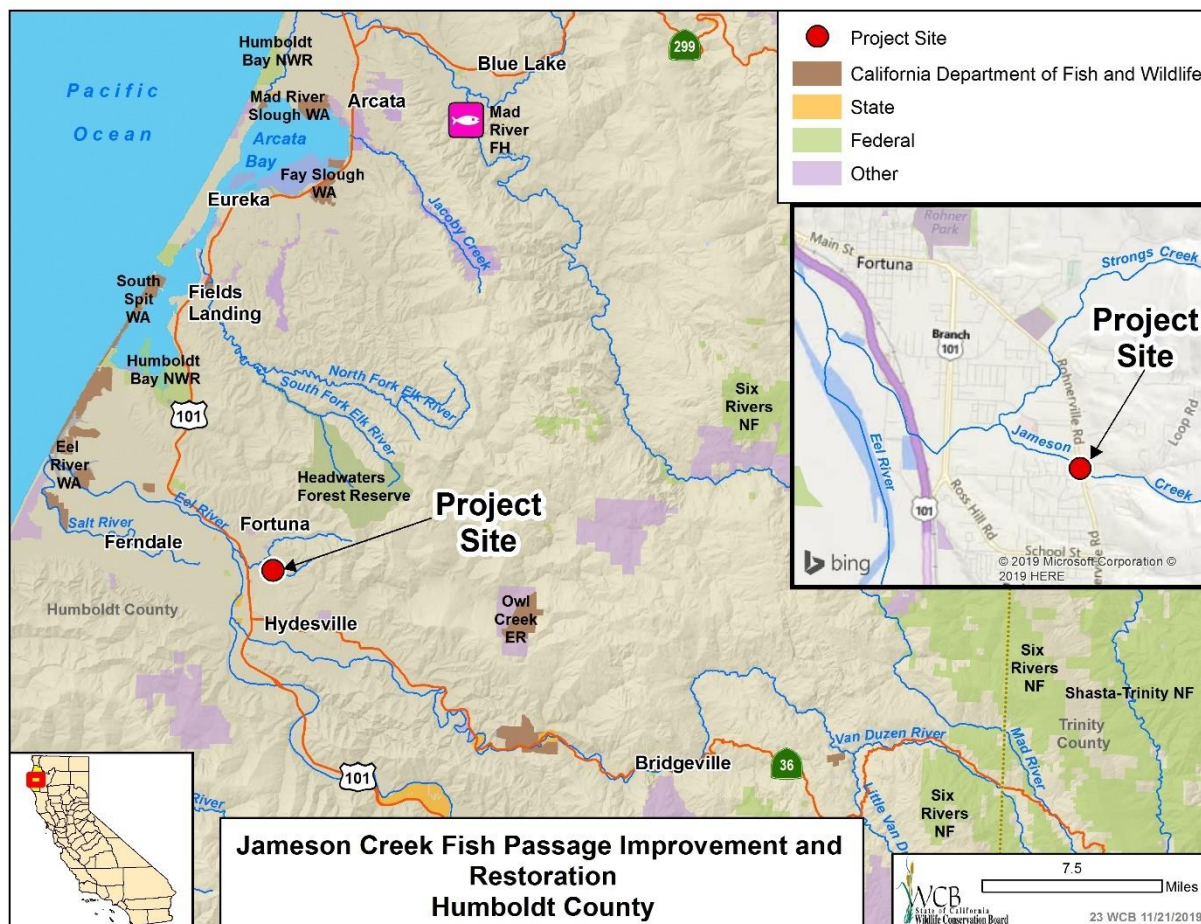 Humboldt
Bay NWR
Pacific
Ocean
Mad River
Slough WA
Arcata
Blue Lake
299
Mad
River
FH
Arcata
Bay
Fay Slough
WA
Eureka
Jacoby Creek
South
Spit
WA
Fields
Landing
Humboldt
Bay NWR
101
North Fork Elk River
South Fork Elk River
Six
Rivers
NF
Eel
River
WA
Headwaters
Forest Reserve
Project
Site
Eel River
Fortuna
Salt River
Ferndale
Humboldt County
Hydesville
Owl
Creek
ER
Six
Rivers
NF
Shasta-Trinity NF
Trinity
County
Van Duzen River
Mad River
Bridgeville
36
101
Six
Rivers
NF
River
Project Site
California Department of Fish and Wildlife
State
Federal
Other
Rohner
Park
Main St
Fortuna
Strongs Creek
Branch
101
Project
Site
Rohnerville Rd
Loop Rd
Jameson
Creek
Eel River
101
Ross Hill Rd
School St
bing
© 2019 Microsoft Corporation ©
2019 HERE
Jameson Creek Fish Passage Improvement and
Restoration
Humboldt County
WCB
State of California
Wildlife Conservation Board
7.5
Miles
23 WCB 11/21/2019